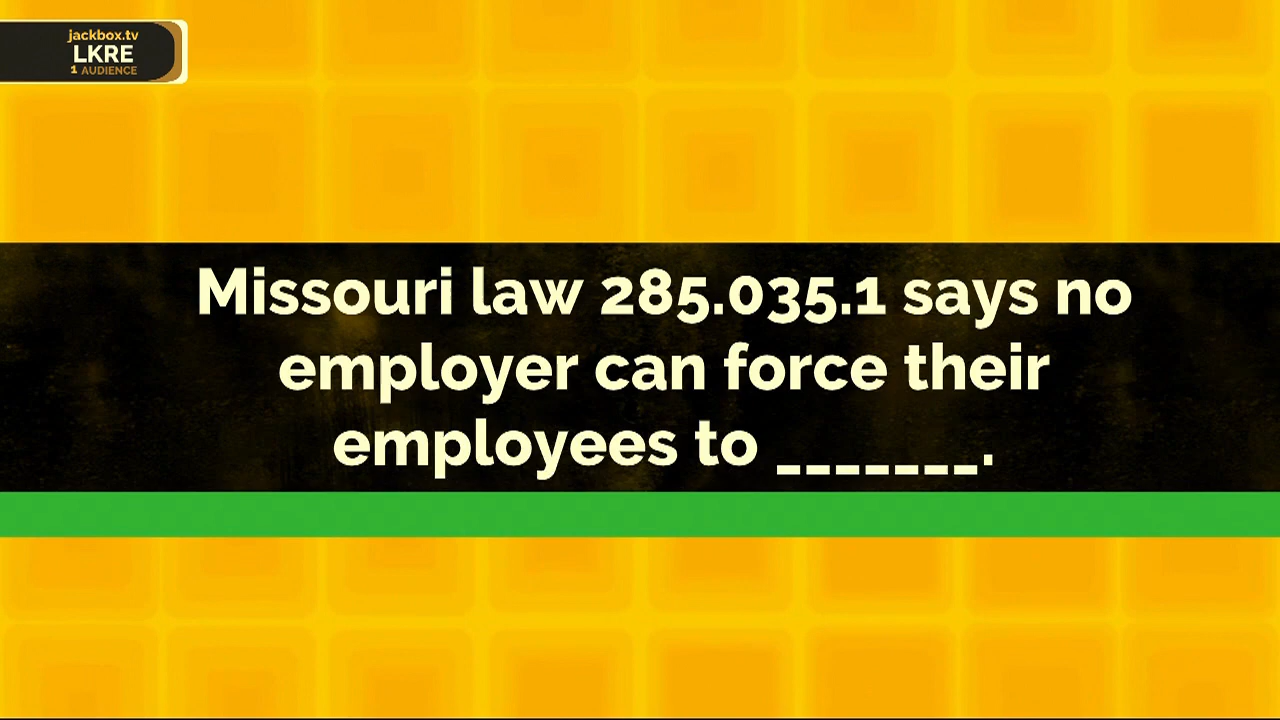 jackbox.tv
LKRE
1 AUDIENCE
Missouri law 285.035.1 says no
employer can force their
employees to _______.